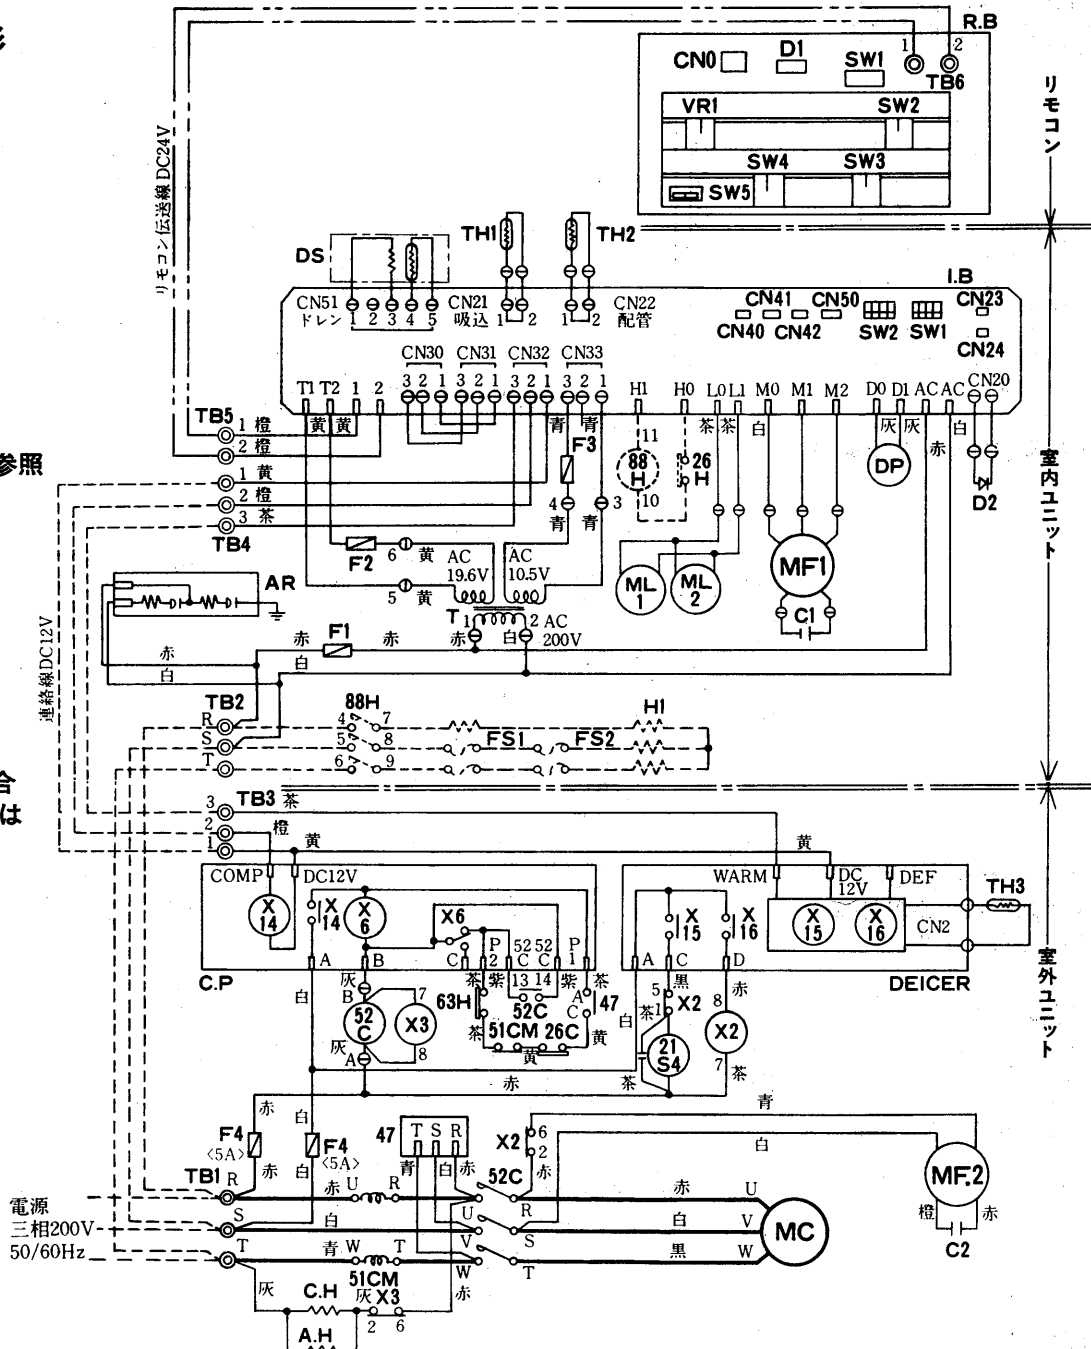 彡
R.B
1 2
CN0 D1 SW1
TB6
VR1 SW2
SW4 SW3
SW5
リモコン
リモコン伝送線 DC24V
DS
TH1 TH2
I.B
CN51 CN21 CN22
ドレン 1 2 3 4 5 吸込 1 2 1 2 配管
CN41 CN50 CN23
CN40 CN42 SW2 SW1
CN24
CN30 CN31 CN32 CN33
3 2 1 3 2 1 3 2 1 3 2 1
T1 T2 1 2
H1 H0 L0 L1 M0 M1 M2 D0 D1 AC AC CN20
TB5
1 橙 黄 黄
2 橙
青 青 茶 茶 白 灰 灰 赤 白
F3
11
88
H
26
H
10
DP
D2
参照
1 黄
2 橙
3 茶
TB4
4 3
青 青
室内ユニット
F2 6 黄
AC
19.6V
AC
10.5V
5 黄
AR
ML
1
ML
2
MF1
C1
T 1 2 AC
200V
赤 F1 赤 赤 白
赤 白
白
連絡線DC12V
TB2
R
S
T
88H
4 7
5 8
6 9
FS1 FS2
H1
合
は
3 TB3 茶
2 橙
1 黄 黄
COMP DC12V
X
14
X
14
X
6
X6
A B C P
2
52
C
52
C
P
1
C.P
WARM DC
12V
DEF
TH3
X
15
X
16
X
15
X
16
CN2
A C D
DEICER
室外ユニット
白 灰 茶 紫 13 14 紫 茶
B 7
52
C
X3
灰 8
A
63H
52C
A
C
47
茶 51CM 26C
黄 黄
白 黒 赤
5 X2
茶 1
8
X2
7
21
S4
茶 茶
赤
赤 白 青
F4
<5A>
F4
<5A>
赤 白
47
T S R
青 白 赤
X2 6
2
赤
白
52C
MF.2
橙 赤
C2
TB1 R
赤 U R
赤 U
S
白 U R
白 V
T
青 W T V S
黒 W
W T
MC
電源
三相200V
50/60Hz
51CM
灰 C.H 灰 X3 赤
2 6
A.H